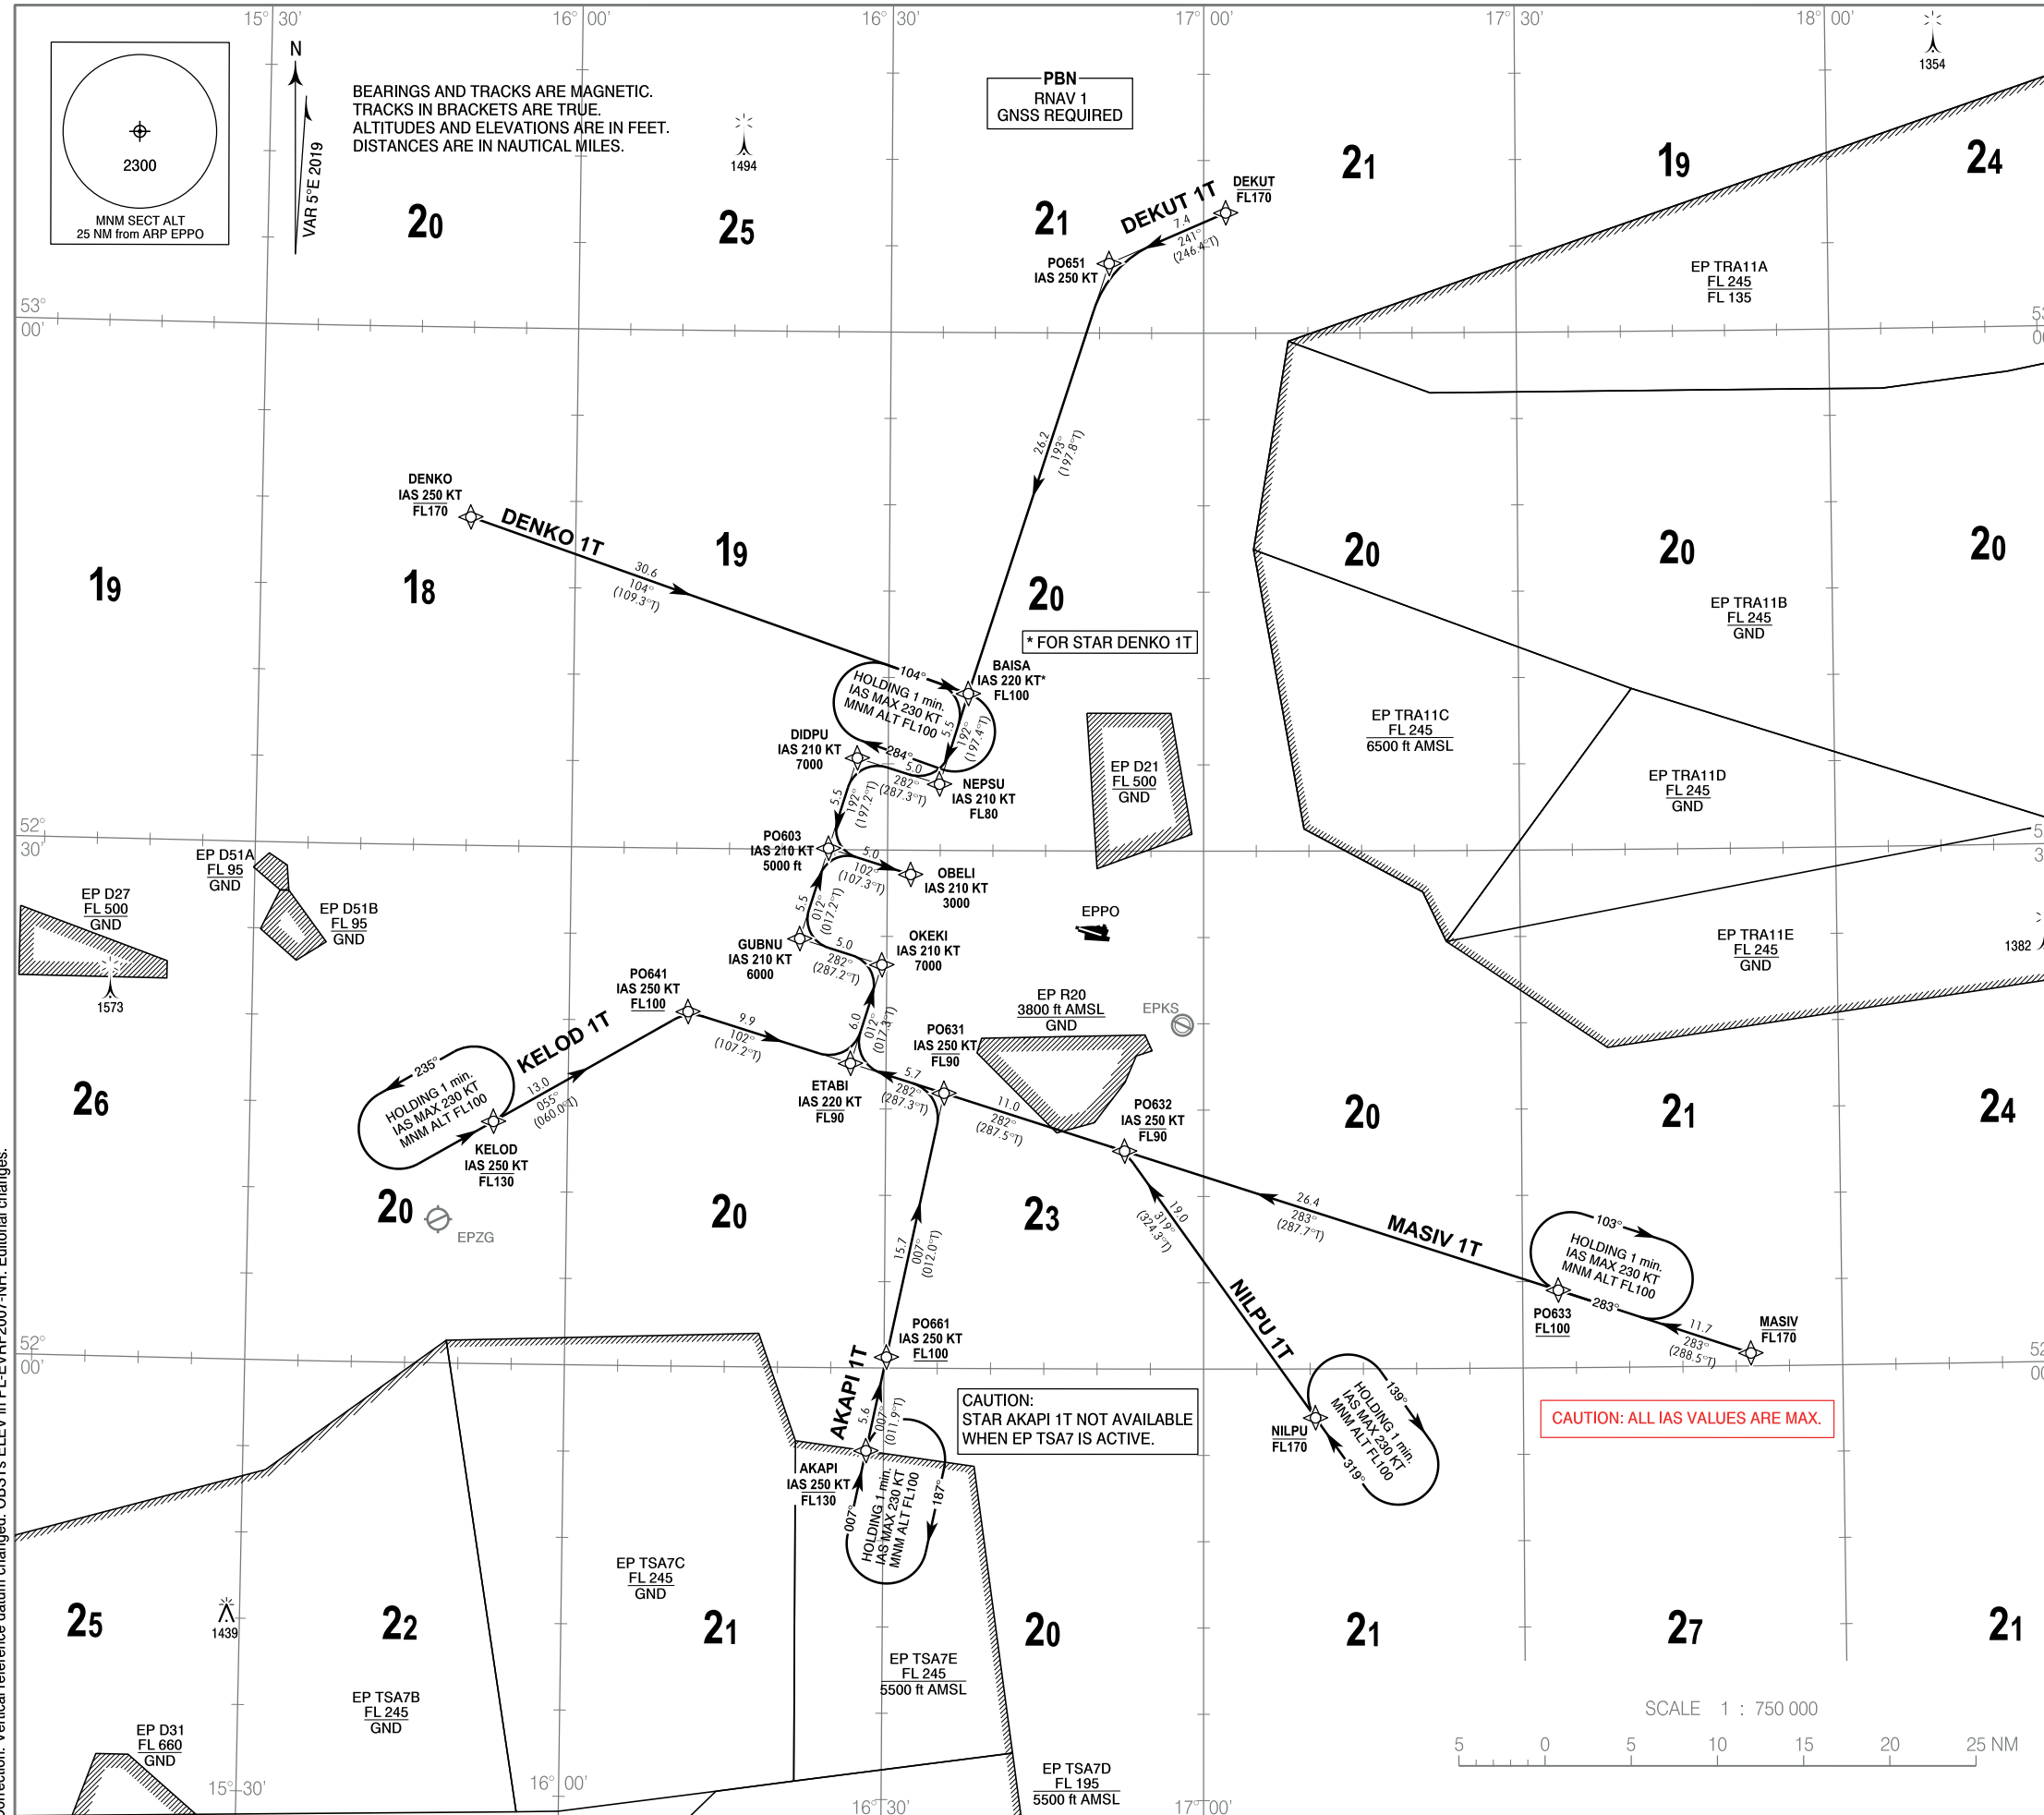 15° 30'
16° 00'
16° 30'
17° 00'
17° 30'
18° 00'
2300
MNM SECT ALT
25 NM from ARP EPPO
N
VAR 5°E 2019
BEARINGS AND TRACKS ARE MAGNETIC.
TRACKS IN BRACKETS ARE TRUE.
ALTITUDES AND ELEVATIONS ARE IN FEET.
DISTANCES ARE IN NAUTICAL MILES.
1494
PBN
RNAV 1
GNSS REQUIRED
1354
20
25
21
21
19
24
DEKUT 1T
DEKUT
FL170
7.4
241°
(246.4°T)
PO651
IAS 250 KT
EP TRA11A
FL 245
FL 135
53°
00'
26.2
193°
(197.8°T)
DENKO
IAS 250 KT
FL170
DENKO 1T
30.6
104°
(109.3°T)
19
18
19
20
20
20
20
* FOR STAR DENKO 1T
EP TRA11B
FL 245
GND
BAISA
IAS 220 KT*
FL100
104°
HOLDING 1 min.
IAS MAX 230 KT
MNM ALT FL100
284°
5.5
192°
(197.4°T)
DIDPU
IAS 210 KT
7000
5.0
282°
(287.3°T)
NEPSU
IAS 210 KT
FL80
EP TRA11C
FL 245
6500 ft AMSL
EP D21
FL 500
GND
EP TRA11D
FL 245
GND
5.5
192°
(197.2°T)
52°
30'
PO603
IAS 210 KT
5000 ft
5.0
102°
(107.3°T)
OBELI
IAS 210 KT
3000
EP D51A
FL 95
GND
EP D27
FL 500
GND
EP D51B
FL 95
GND
1573
5.5
012°
(017.2°T)
EPPO
GUBNU
IAS 210 KT
6000
5.0
282°
(287.2°T)
OKEKI
IAS 210 KT
7000
EP TRA11E
FL 245
GND
1382
PO641
IAS 250 KT
FL100
9.9
102°
(107.2°T)
6.0
012°
(017.3°T)
EP R20
3800 ft AMSL
GND
EPKS
PO631
IAS 250 KT
FL90
KELOD 1T
13.0
055°
(060.0°T)
235°
HOLDING 1 min.
IAS MAX 230 KT
MNM ALT FL100
KELOD
IAS 250 KT
FL130
ETABI
IAS 220 KT
FL90
5.7
282°
(287.3°T)
11.0
282°
(287.5°T)
PO632
IAS 250 KT
FL90
26
20
21
24
20
EPZG
20
23
15.7
007°
(012.0°T)
19.0
319°
(324.3°T)
26.4
283°
(287.7°T)
MASIV 1T
103°
HOLDING 1 min.
IAS MAX 230 KT
MNM ALT FL100
283°
PO633
FL100
11.7
283°
(288.5°T)
MASIV
FL170
NILPU 1T
52°
00'
PO661
IAS 250 KT
FL100
AKAPI 1T
5.6
007°
(011.9°T)
CAUTION:
STAR AKAPI 1T NOT AVAILABLE
WHEN EP TSA7 IS ACTIVE.
NILPU
FL170
139°
HOLDING 1 min.
IAS MAX 230 KT
MNM ALT FL100
319°
CAUTION: ALL IAS VALUES ARE MAX.
AKAPI
IAS 250 KT
FL130
007°
HOLDING 1 min.
IAS MAX 230 KT
MNM ALT FL100
187°
EP TSA7C
FL 245
GND
25
1439
22
21
20
21
27
21
EP TSA7E
FL 245
5500 ft AMSL
EP TSA7B
FL 245
GND
EP D31
FL 660
GND
EP TSA7D
FL 195
5500 ft AMSL
SCALE 1 : 750 000
5 0 5 10 15 20 25 NM
15° 30'
16° 00'
16° 30'
17° 00'